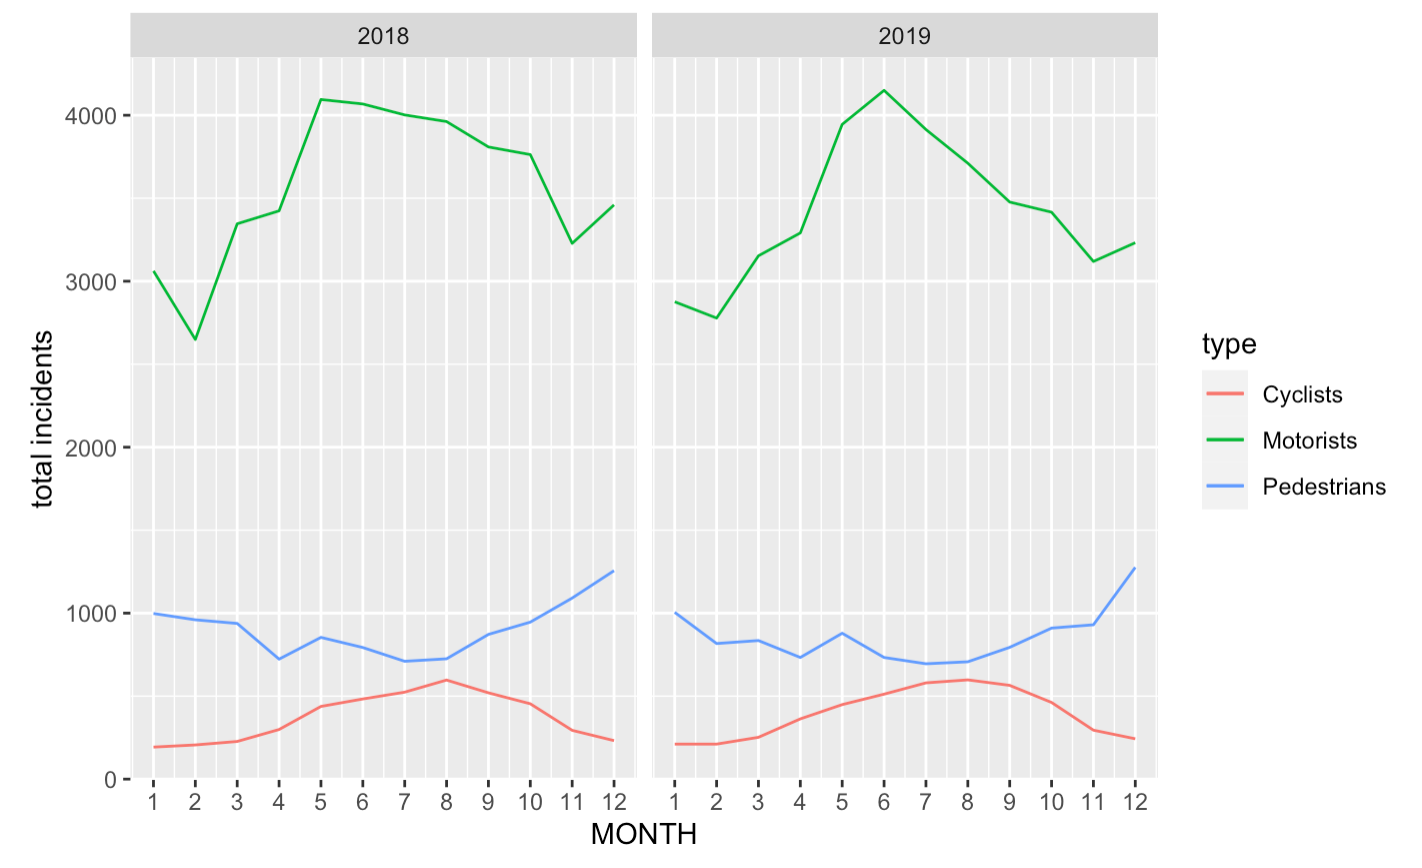 2018 2019
4000
3000
2000
1000
0
total incidents
1 2 3 4 5 6 7 8 9 10 11 12 1 2 3 4 5 6 7 8 9 10 11 12
MONTH
type
Cyclists
Motorists
Pedestrians